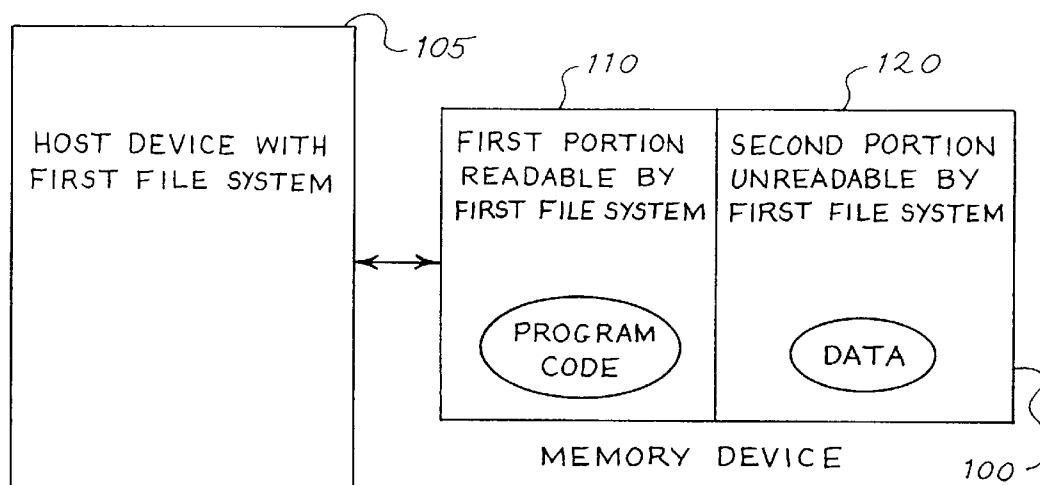 105
HOST DEVICE WITH
FIRST FILE SYSTEM
110
FIRST PORTION
READABLE BY
FIRST FILE SYSTEM
PROGRAM
CODE
120
SECOND PORTION
UNREADABLE BY
FIRST FILE SYSTEM
DATA
MEMORY DEVICE
100